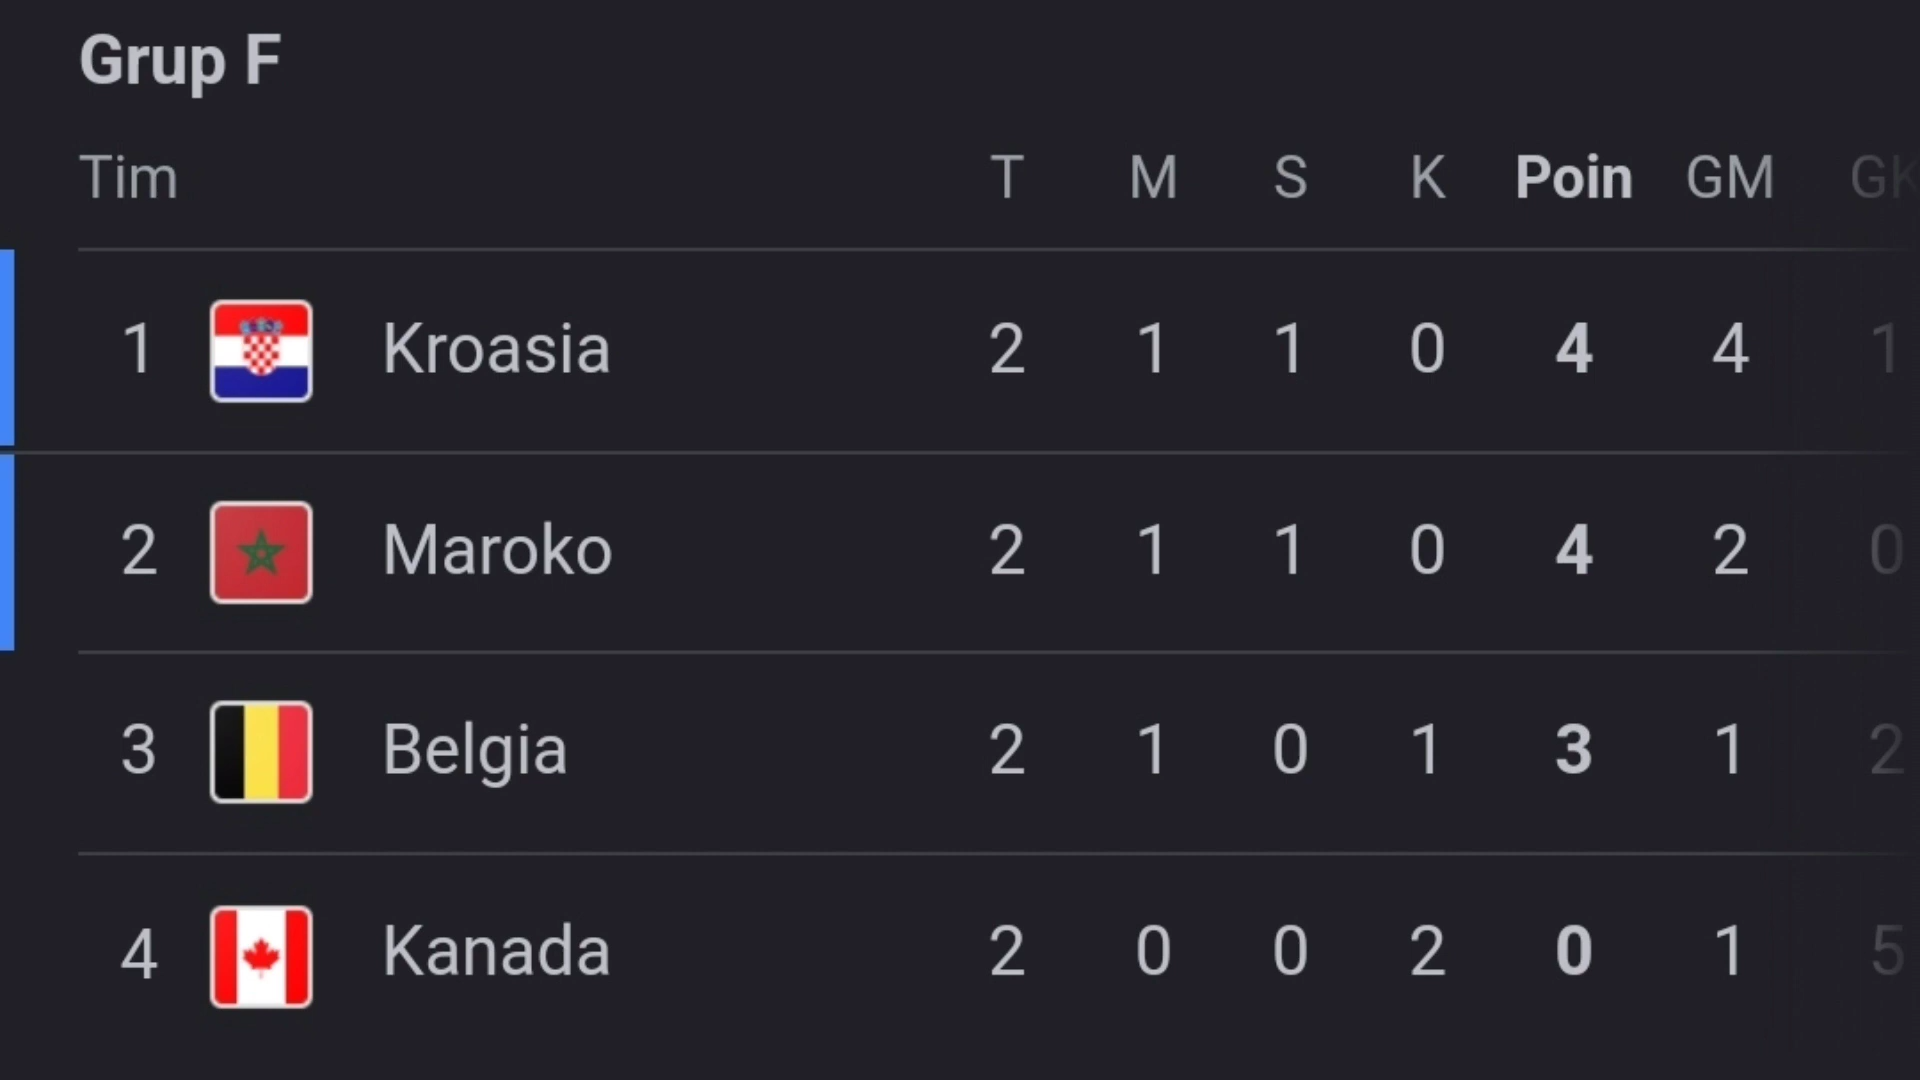 Grup F
Tim T M S K Poin GM GK
1 Kroasia 2 1 1 0 4 4 1
2 Maroko 2 1 1 0 4 2 0
3 Belgia 2 1 0 1 3 1 2
4 Kanada 2 0 0 2 0 1 5